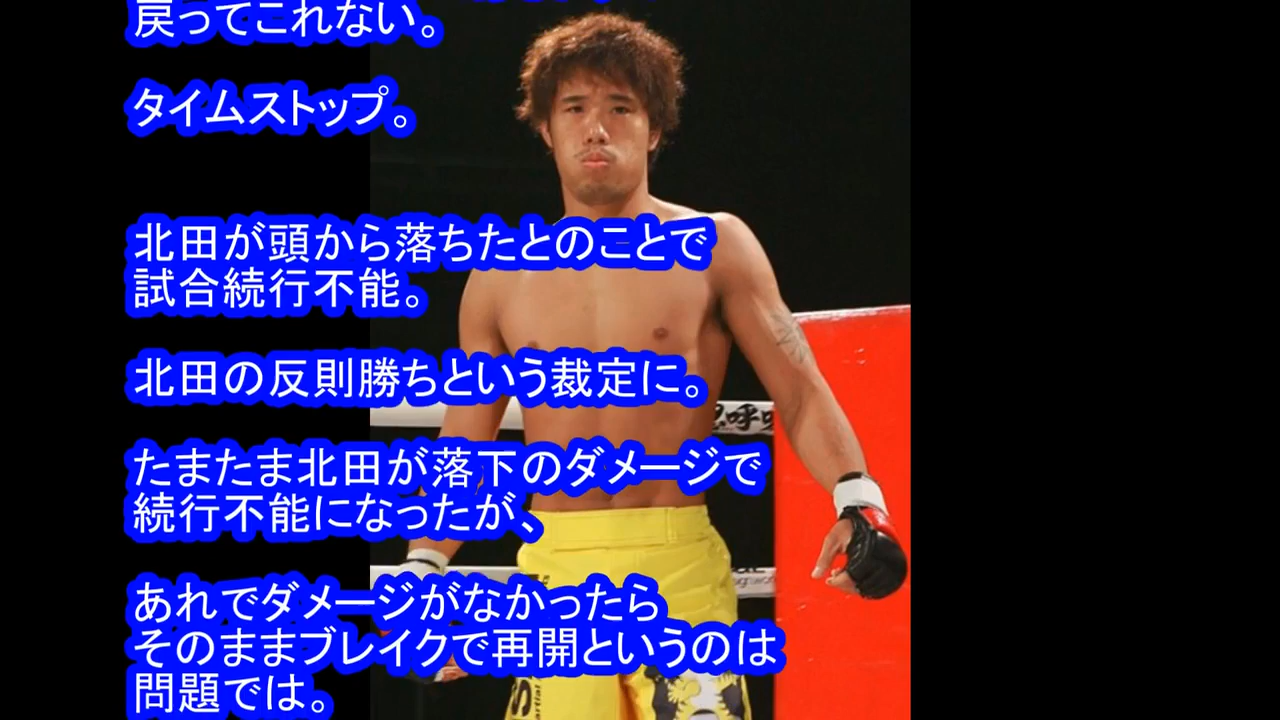 戻ってこれない。
タイムストップ。
北田が頭から落ちたとのことで
試合続行不能。
北田の反則勝ちという裁定に。
たまたま北田が落下のダメージで
続行不能になったが、
あれでダメージがなかったら
そのままブレイクで再開というのは
問題では。